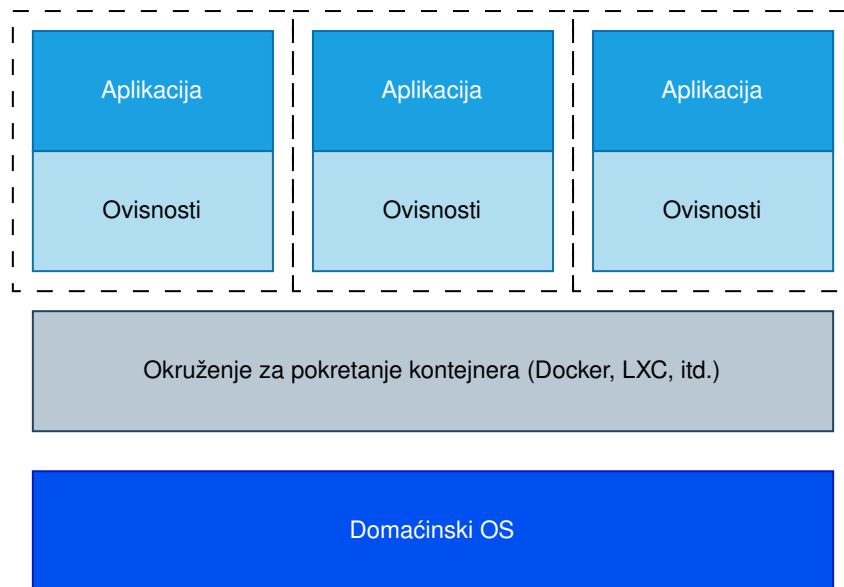 Aplikacija
Aplikacija
Aplikacija
Ovisnosti
Ovisnosti
Ovisnosti
Okruženje za pokretanje kontejnera (Docker, LXC, itd.)
Domaćinski OS